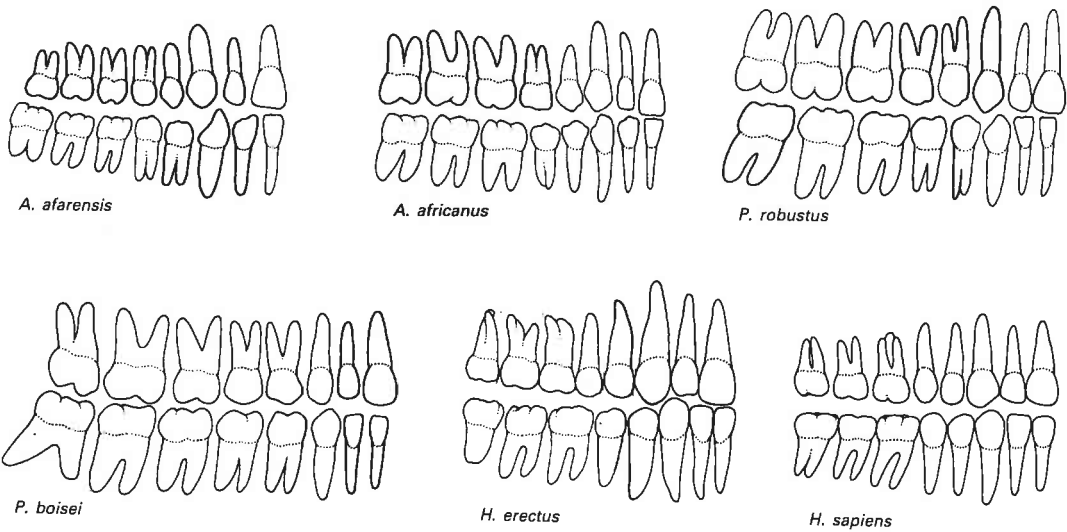 A. afarensis
A. africanus
P. robustus
P. boisei
H. erectus
H. sapiens